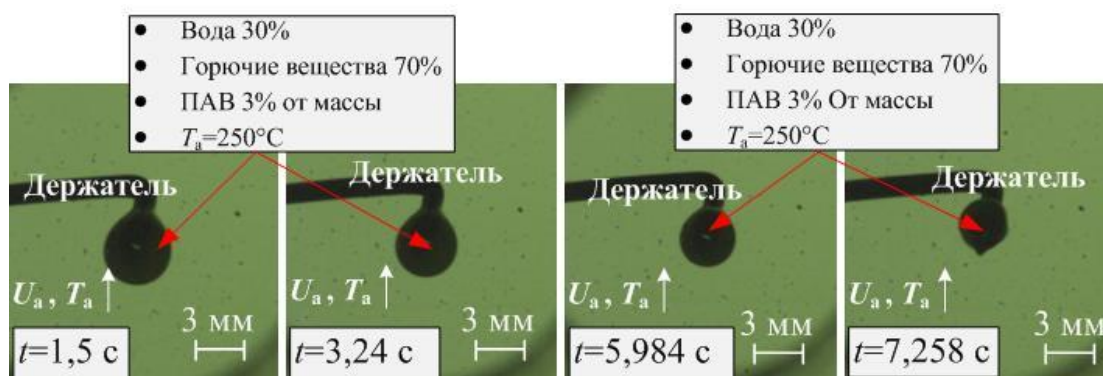 • Вода 30%
• Горючие вещества 70%
• ПАВ 3% от массы
• Tₐ=250°C
• Вода 30%
• Горючие вещества 70%
• ПАВ 3% От массы
• Tₐ=250°C
Держатель
Uₐ, Tₐ
3 мм
t=1,5 с
Держатель
Uₐ, Tₐ
3 мм
t=3,24 с
Держатель
Uₐ, Tₐ
3 мм
t=5,984 с
Держатель
Uₐ, Tₐ
3 мм
t=7,258 с